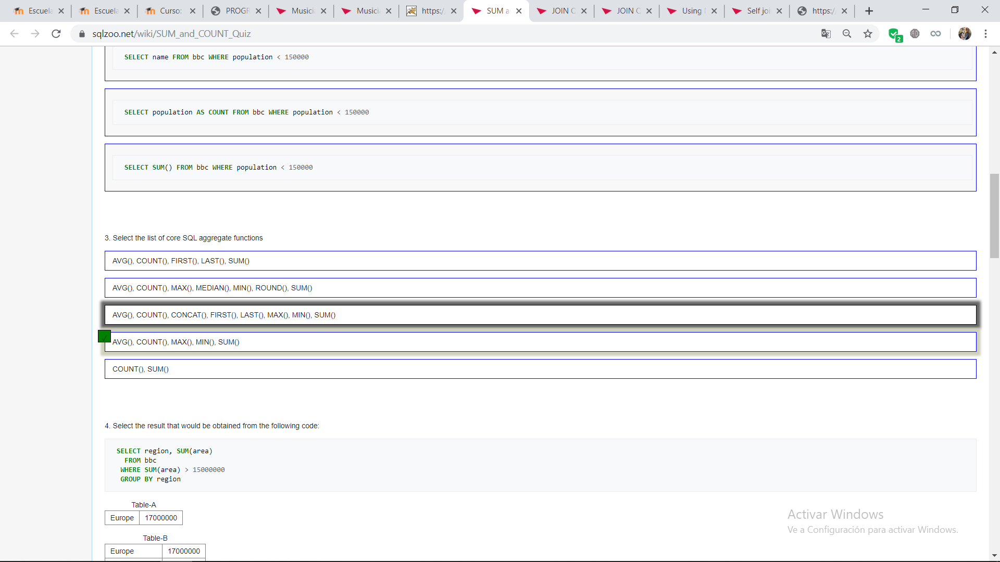 Escuela
Escuela
Curso:
PROGR
Music
Music
https:/
SUM a
JOIN
JOIN
Using
Self joi
https:/
sqlzoo.net/wiki/SUM_and_COUNT_Quiz
2
SELECT name FROM bbc WHERE population < 150000
SELECT population AS COUNT FROM bbc WHERE population < 150000
SELECT SUM() FROM bbc WHERE population < 150000
3. Select the list of core SQL aggregate functions
AVG(), COUNT(), FIRST(), LAST(), SUM()
AVG(), COUNT(), MAX(), MEDIAN(), MIN(), ROUND(), SUM()
AVG(), COUNT(), CONCAT(), FIRST(), LAST(), MAX(), MIN(), SUM()
AVG(), COUNT(), MAX(), MIN(), SUM()
COUNT(), SUM()
4. Select the result that would be obtained from the following code:
SELECT region, SUM(area)
FROM bbc
WHERE SUM(area) > 15000000
GROUP BY region
Table-A
Europe 17000000
Table-B
Europe 17000000
Activar Windows
Ve a Configuración para activar Windows.